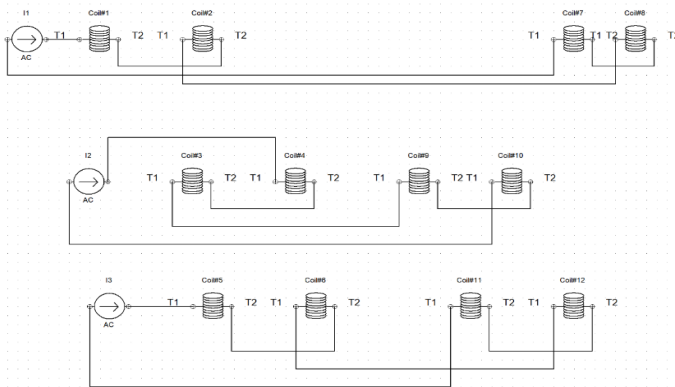 I1 Coil#1 Coil#2 Coil#7 Coil#8
T1 T2 T1 T2 T1 T2 T1 T2
AC
I2 Coil#3 Coil#4 Coil#9 Coil#10
T1 T2 T1 T2 T1 T2 T1 T2
AC
I3 Coil#5 Coil#6 Coil#11 Coil#12
T1 T2 T1 T2 T1 T2 T1 T2
AC